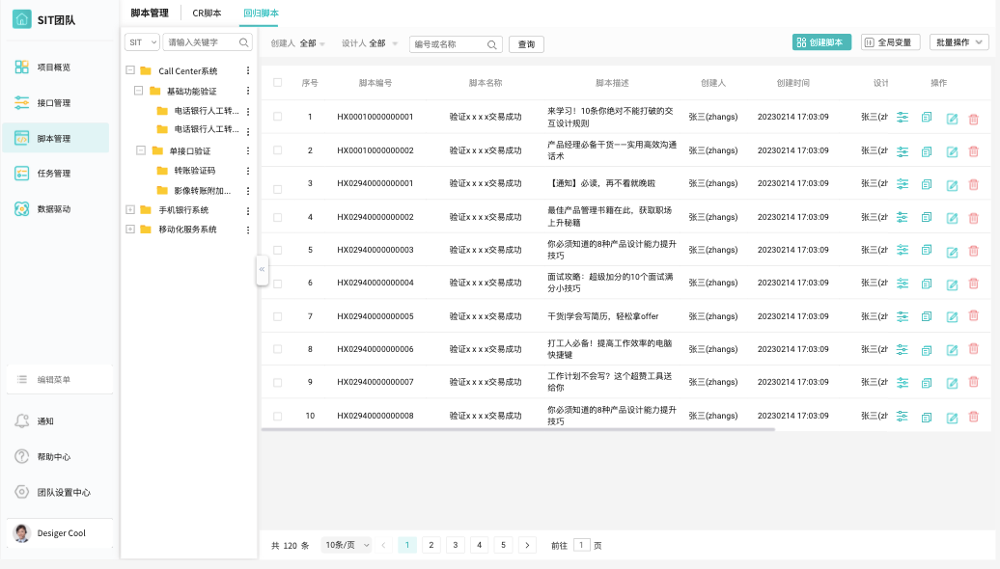 SIT团队
脚本管理 CR脚本 回归脚本
项目概览
接口管理
脚本管理
任务管理
数据驱动
编辑菜单
通知
帮助中心
团队设置中心
Desiger Cool
SIT 请输入关键字
Call Center系统
基础功能验证
电话银行人工转...
电话银行人工转...
单接口验证
转账验证码
影像转账附加...
手机银行系统
移动化服务系统
创建人 全部 设计人 全部 编号或名称 查询 创建脚本 全局变量 批量操作
序号 脚本编号 脚本名称 脚本描述 创建人 创建时间 设计 操作
1 HX00010000000001 验证x x x x交易成功 来学习！10条你绝对不能打破的交
互设计规则 张三(zhangs) 20230214 17:03:09 张三(zh
2 HX00010000000002 验证x x x x交易成功 产品经理必备干货——实用高效沟通
话术 张三(zhangs) 20230214 17:03:09 张三(zh
3 HX02940000000001 验证x x x x交易成功 【通知】必读，再不看就晚啦 张三(zhangs) 20230214 17:03:09 张三(zh
4 HX02940000000002 验证x x x x交易成功 最佳产品管理书籍在此，获取职场
上升秘籍 张三(zhangs) 20230214 17:03:09 张三(zh
5 HX02940000000003 验证x x x x交易成功 你必须知道的8种产品设计能力提升
技巧 张三(zhangs) 20230214 17:03:09 张三(zh
6 HX02940000000004 验证x x x x交易成功 面试攻略：超级加分的10个面试满
分小技巧 张三(zhangs) 20230214 17:03:09 张三(zh
7 HX02940000000005 验证x x x x交易成功 干货|学会写简历，轻松拿offer 张三(zhangs) 20230214 17:03:09 张三(zh
8 HX02940000000006 验证x x x x交易成功 打工人必备！提高工作效率的电脑
快捷键 张三(zhangs) 20230214 17:03:09 张三(zh
9 HX02940000000007 验证x x x x交易成功 工作计划不会写？这个超赞工具送
给你 张三(zhangs) 20230214 17:03:09 张三(zh
10 HX02940000000008 验证x x x x交易成功 你必须知道的8种产品设计能力提升
技巧 张三(zhangs) 20230214 17:03:09 张三(zh
共 120 条 10条/页 1 2 3 4 5 前往 1 页